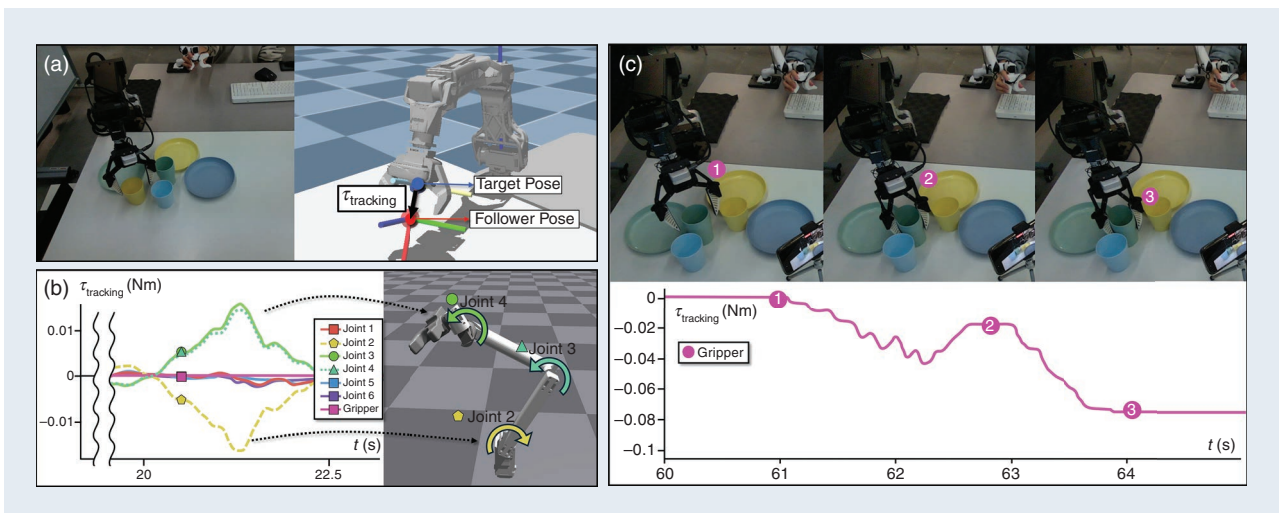 (a)
τtracking
Target Pose
Follower Pose
(b)
τtracking (Nm)
0.01
0
−0.01
20
22.5
t (s)
Joint 1
Joint 2
Joint 3
Joint 4
Joint 5
Joint 6
Gripper
Joint 4
Joint 3
Joint 2
(c)
1
2
3
τtracking (Nm)
Gripper
0
−0.02
−0.04
−0.06
−0.08
−0.1
1
2
3
t (s)
60
61
62
63
64